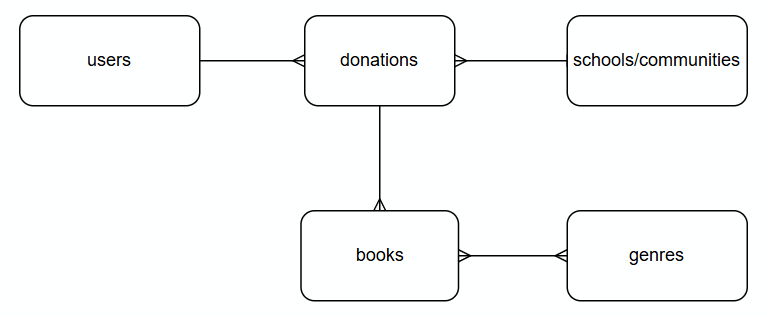 users
donations
schools/communities
books
genres